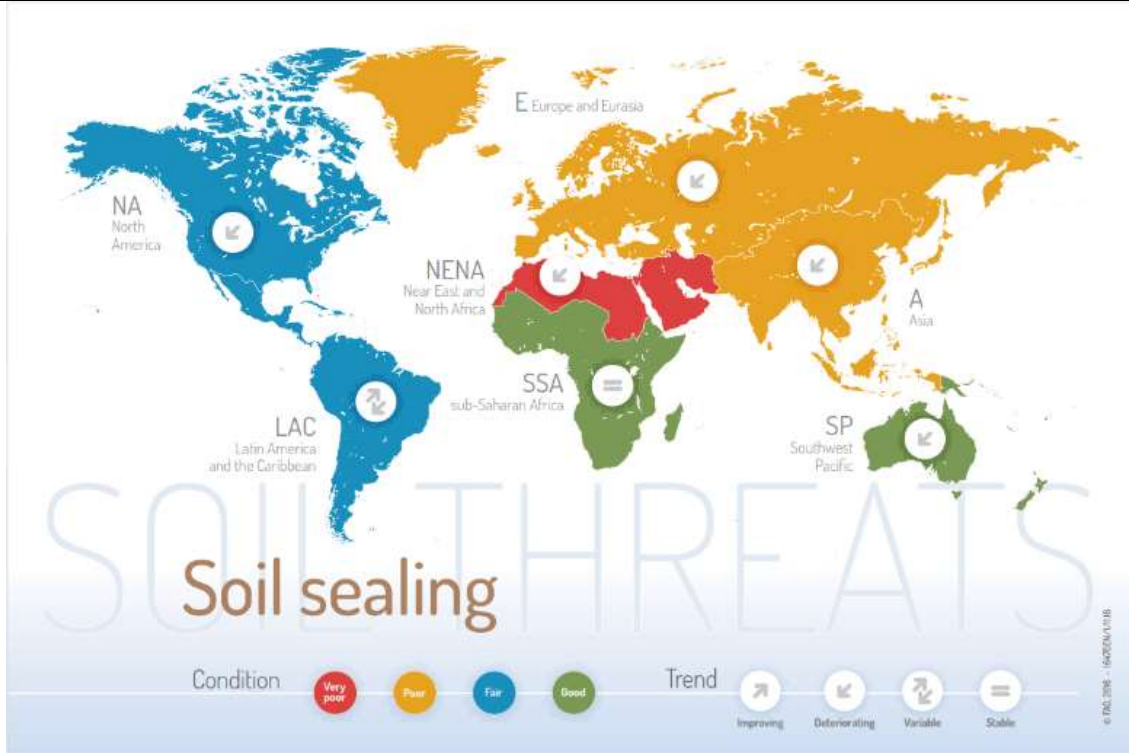 E Europe and Eurasia
NA
North
America
NENA
Near East and
North Africa
A
Asia
SSA
sub-Saharan Africa
SP
Southwest
Pacific
LAC
Latin America
and the Caribbean
SOIL THREATS
Soil sealing
Condition
Very
poor
Poor
Fair
Good
Trend
Improving
Deteriorating
Variable
Stable
© FAO, 2016